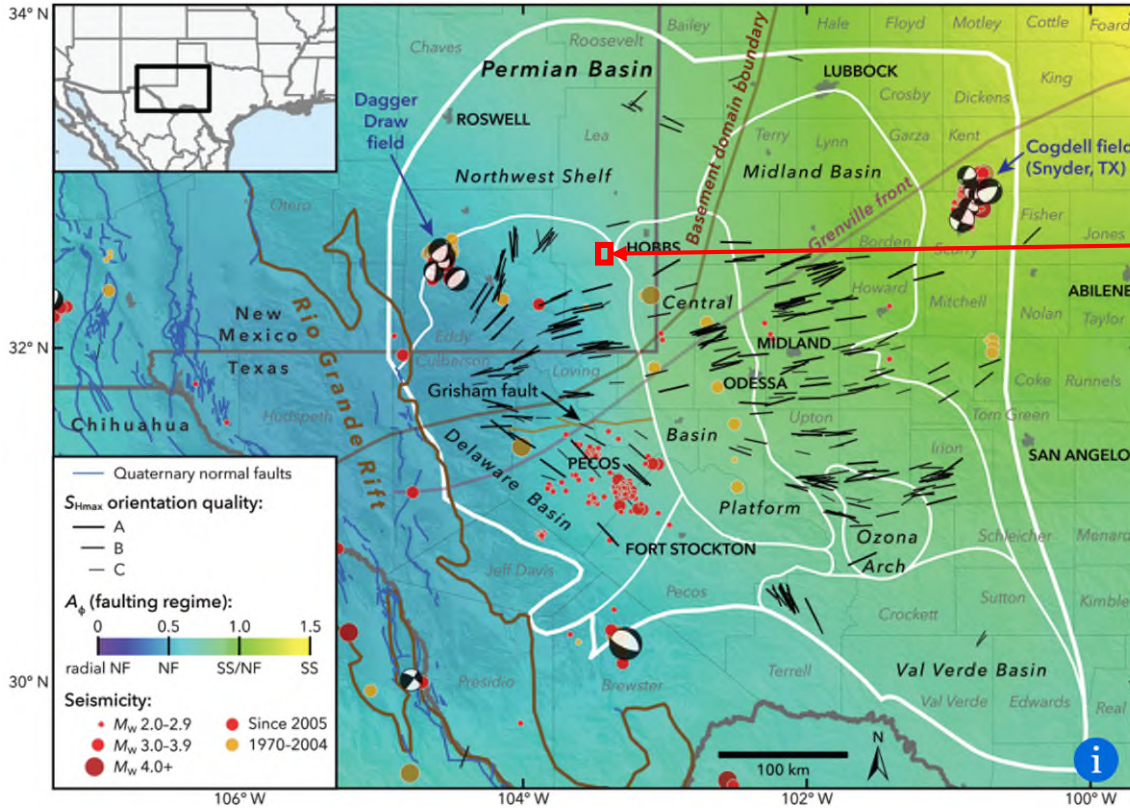 34° N
32° N
30° N
106° W
104° W
102° W
100° W
Chaves
Roosevelt
Bailey
Hale
Floyd
Motley
Cottle
Foard
King
Permian Basin
Basement domain boundary
LUBBOCK
Crosby
Dickens
Dagger
Draw
field
ROSWELL
Lea
Terry
Lynn
Garza
Kent
Cogdell field
(Snyder, TX)
Northwest Shelf
Midland Basin
Otero
Grenville front
Fisher
HOBBS
Borden
Scurry
Jones
Rio Grande Rift
Central
Howard
Mitchell
ABILENE
Nolan
Taylor
New
Mexico
Texas
Eddy
Culberson
Loving
MIDLAND
Grisham fault
ODESSA
Coke
Runnels
Chihuahua
Hudspeth
Upton
Tom Green
Delaware Basin
PECOS
Basin
Irion
SAN ANGELO
Platform
Ozona
Arch
Schleicher
Menard
FORT STOCKTON
Jeff Davis
Pecos
Crockett
Sutton
Kimble
Val Verde Basin
Presidio
Brewster
Terrell
Val Verde
Edwards
Real
Quaternary normal faults
SHmax orientation quality:
A
B
C
Aϕ (faulting regime):
0
0.5
1.0
1.5
radial NF
NF
SS/NF
SS
Seismicity:
Mw 2.0-2.9
Since 2005
Mw 3.0-3.9
1970-2004
Mw 4.0+
N
100 km
i